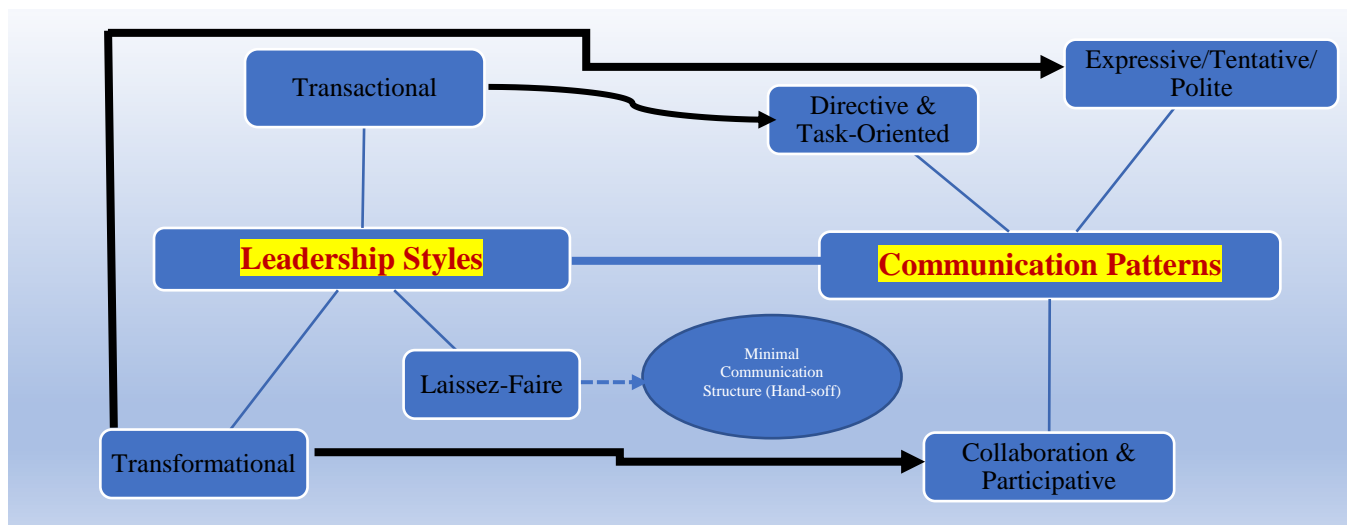 Transactional
Directive &
Task-Oriented
Expressive/Tentative/
Polite
Leadership Styles
Communication Patterns
Laissez-Faire
Minimal
Communication
Structure (Hand-soff)
Transformational
Collaboration &
Participative